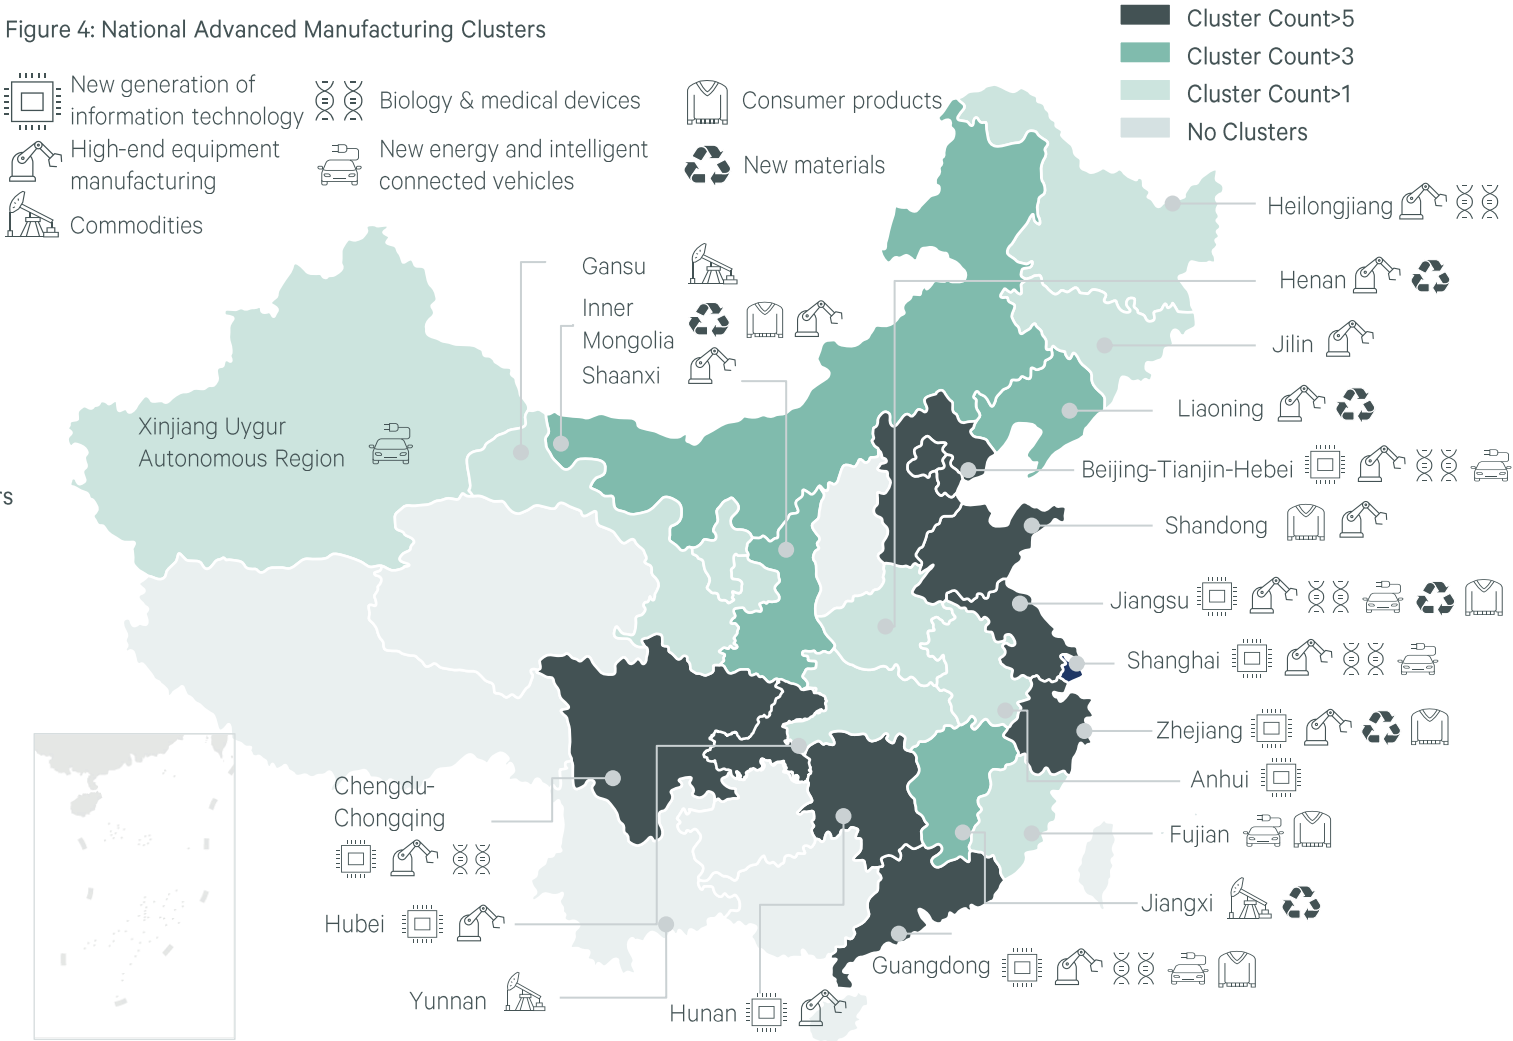 Figure 4: National Advanced Manufacturing Clusters
Cluster Count>5
Cluster Count>3
Cluster Count>1
No Clusters
New generation of
information technology
Biology & medical devices
Consumer products
High-end equipment
manufacturing
New energy and intelligent
connected vehicles
New materials
Commodities
Heilongjiang
Gansu
Henan
Inner
Mongolia
Jilin
Shaanxi
Liaoning
Xinjiang Uygur
Autonomous Region
Beijing-Tianjin-Hebei
rs
Shandong
Jiangsu
Shanghai
Zhejiang
Anhui
Chengdu-
Chongqing
Fujian
Jiangxi
Hubei
Guangdong
Yunnan
Hunan